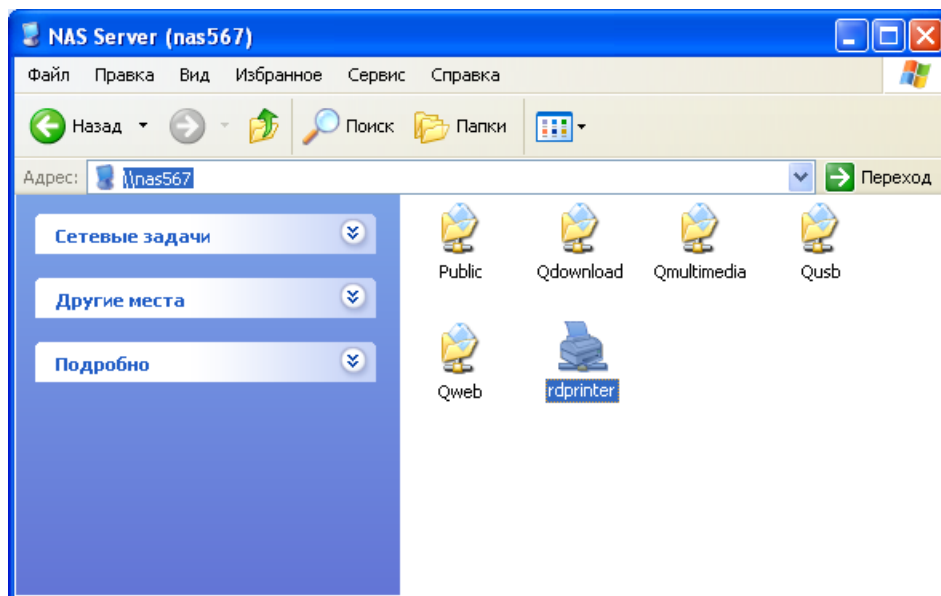 NAS Server (nas567)
Файл Правка Вид Избранное Сервис Справка
Назад Поиск Папки
Адрес: \\nas567 Переход
Сетевые задачи
Другие места
Подробно
Public Qdownload Qmultimedia Qusb
Qweb rdprinter